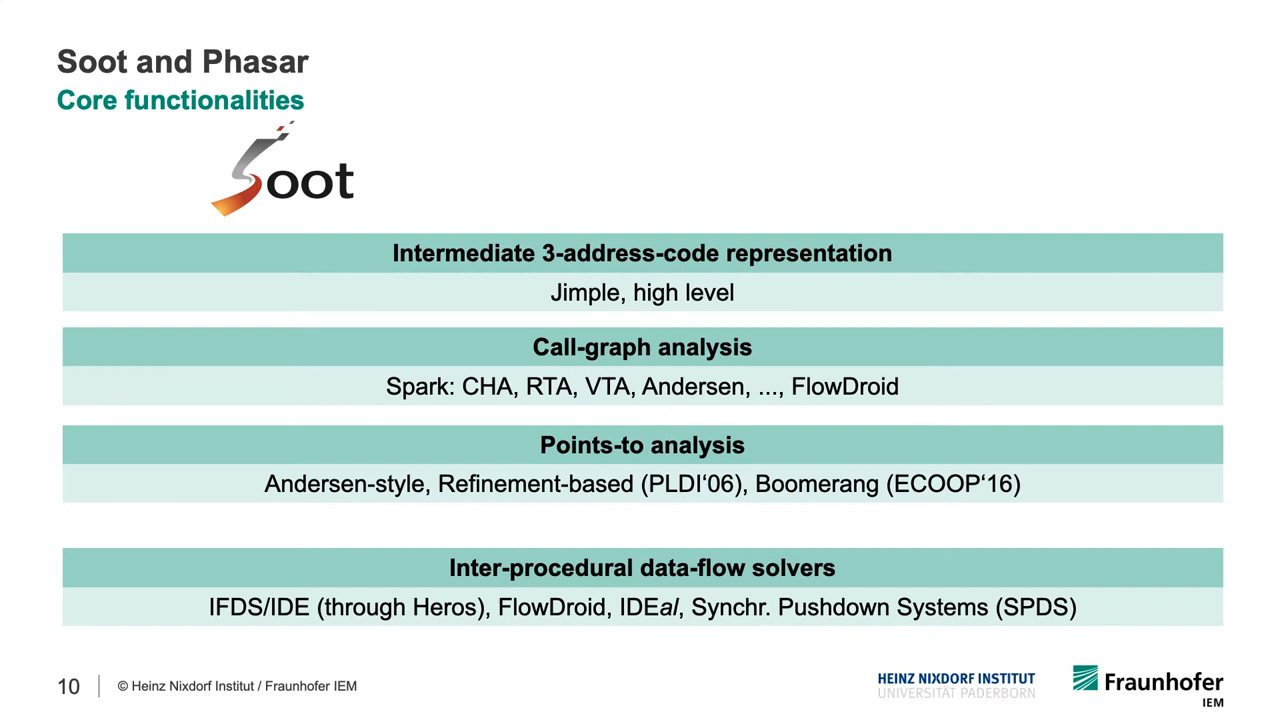 Soot and Phasar
Core functionalities
Soot
Intermediate 3-address-code representation
Jimple, high level
Call-graph analysis
Spark: CHA, RTA, VTA, Andersen, ..., FlowDroid
Points-to analysis
Andersen-style, Refinement-based (PLDI‘06), Boomerang (ECOOP‘16)
Inter-procedural data-flow solvers
IFDS/IDE (through Heros), FlowDroid, IDEal, Synchr. Pushdown Systems (SPDS)
10
© Heinz Nixdorf Institut / Fraunhofer IEM
HEINZ NIXDORF INSTITUT
UNIVERSITÄT PADERBORN
Fraunhofer
IEM